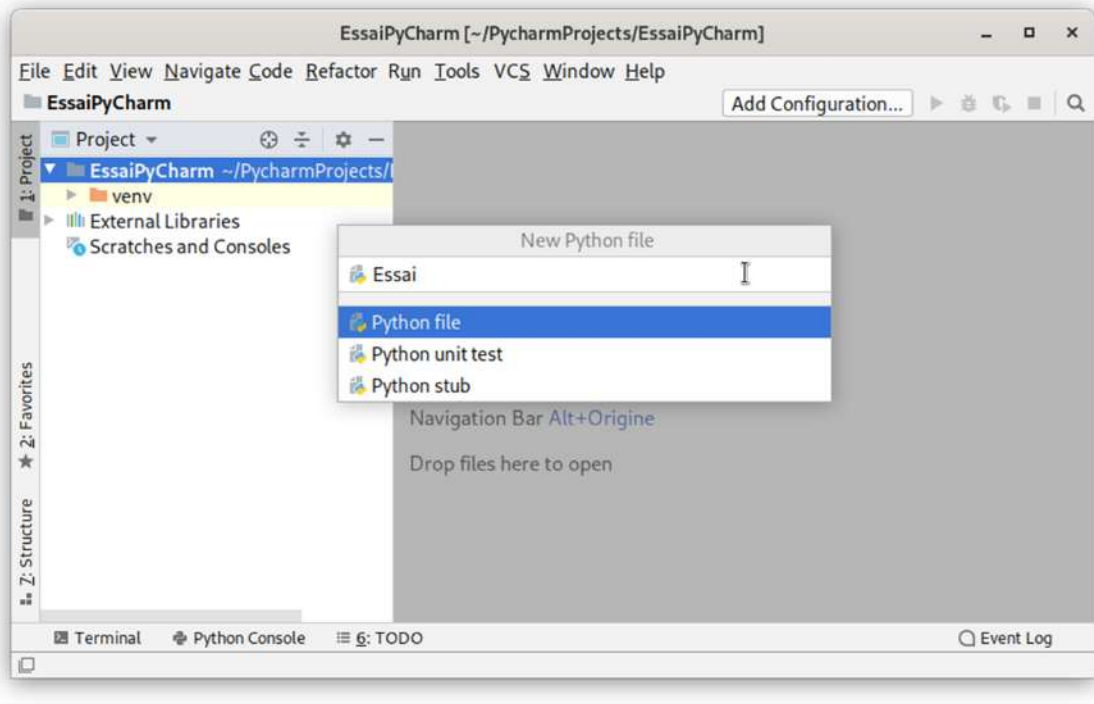 EssaiPyCharm [~/PycharmProjects/EssaiPyCharm]
File Edit View Navigate Code Refactor Run Tools VCS Window Help
EssaiPyCharm
Add Configuration...
1: Project
Project
EssaiPyCharm ~/PycharmProjects/
venv
External Libraries
Scratches and Consoles
New Python file
Essai
Python file
Python unit test
Python stub
Navigation Bar Alt+Origine
Drop files here to open
2: Favorites
Z: Structure
Terminal Python Console 6: TODO
Event Log